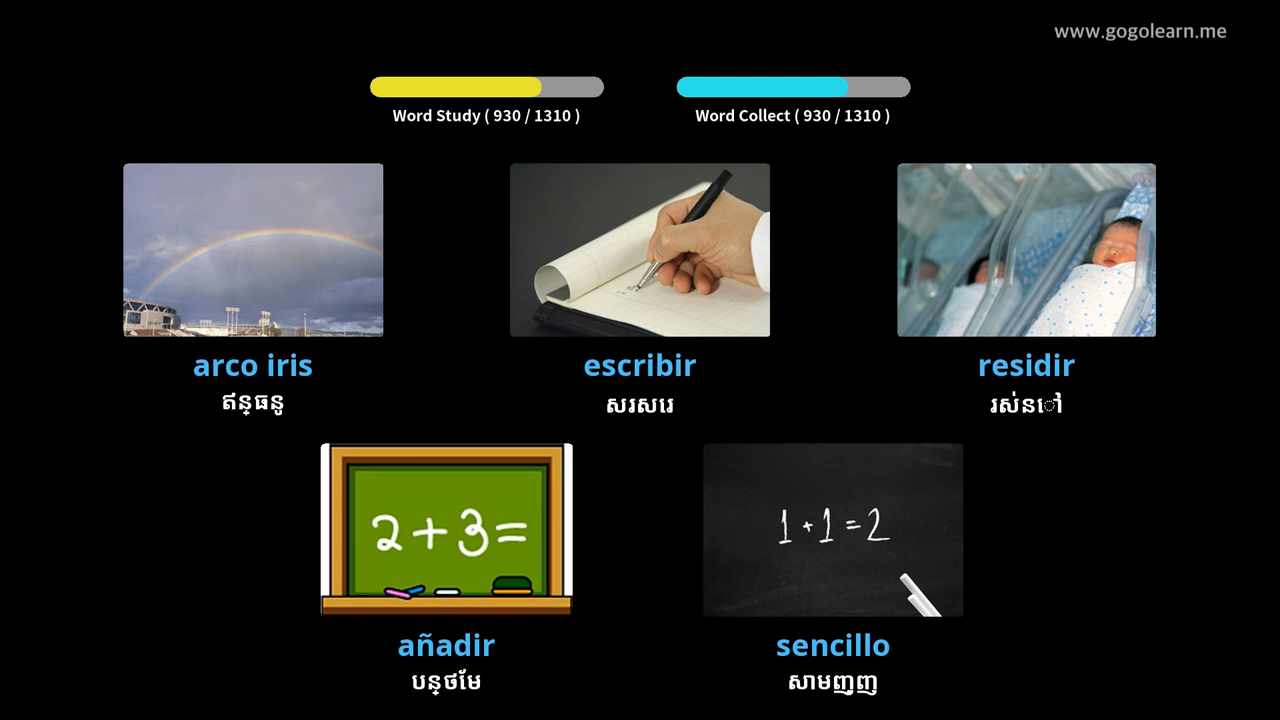 www.gogolearn.me
Word Study ( 930 / 1310 )
Word Collect ( 930 / 1310 )
arco iris
ឥន្ធនូ
escribir
សរសេរ
residir
រស់នៅ
2+3=
1+1=2
añadir
បន្ថែម
sencillo
សាមញ្ញ